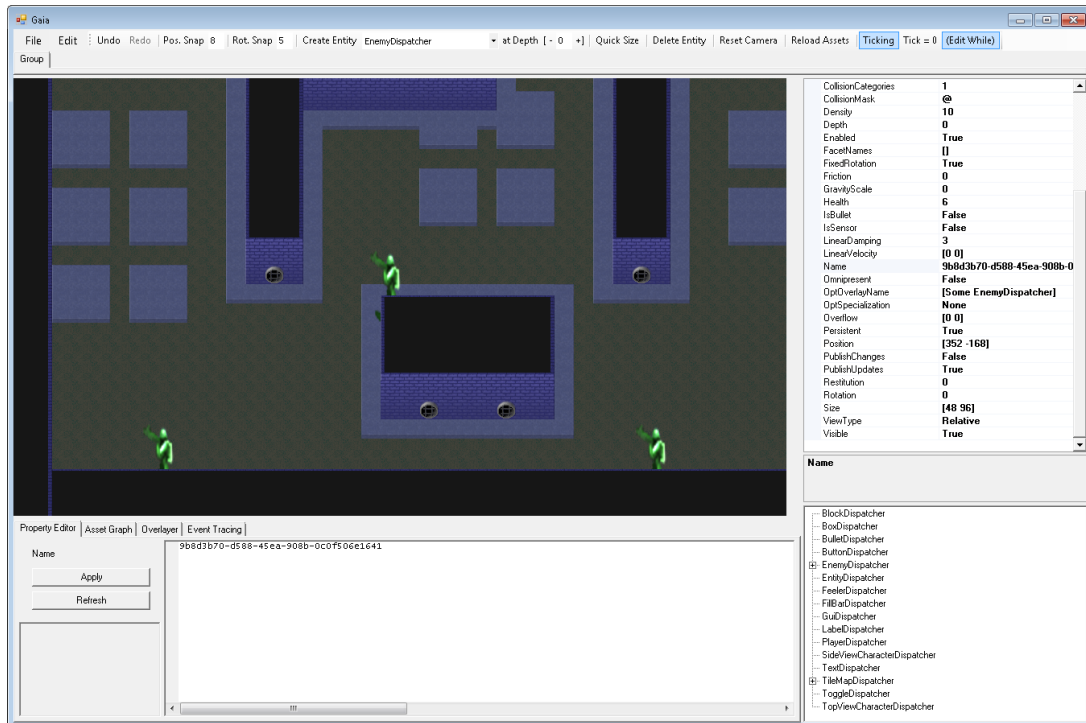 Gaia
File Edit Undo Redo Pos. Snap 8 Rot. Snap 5 Create Entity EnemyDispatcher at Depth [ - 0 +] Quick Size Delete Entity Reset Camera Reload Assets Ticking Tick = 0 (Edit While)
Group
CollisionCategories 1
CollisionMask @
Density 10
Depth 0
Enabled True
FacetNames []
FixedRotation True
Friction 0
GravityScale 0
Health 6
IsBullet False
IsSensor False
LinearDamping 3
LinearVelocity [0 0]
Name 9b8d3b70-d588-45ea-908b-0
Omnipresent False
OptOverlayName [Some EnemyDispatcher]
OptSpecialization None
Overflow [0 0]
Persistent True
Position [352 -168]
PublishChanges False
PublishUpdates True
Restitution 0
Rotation 0
Size [48 96]
ViewType Relative
Visible True
Name
Property Editor Asset Graph Overlayer Event Tracing
Name
Apply
Refresh
9b8d3b70-d588-45ea-908b-0c0f506e1641
BlockDispatcher
BoxDispatcher
BulletDispatcher
ButtonDispatcher
EnemyDispatcher
EntityDispatcher
FeelerDispatcher
FillBarDispatcher
GuiDispatcher
LabelDispatcher
PlayerDispatcher
SideViewCharacterDispatcher
TextDispatcher
TileMapDispatcher
ToggleDispatcher
TopViewCharacterDispatcher